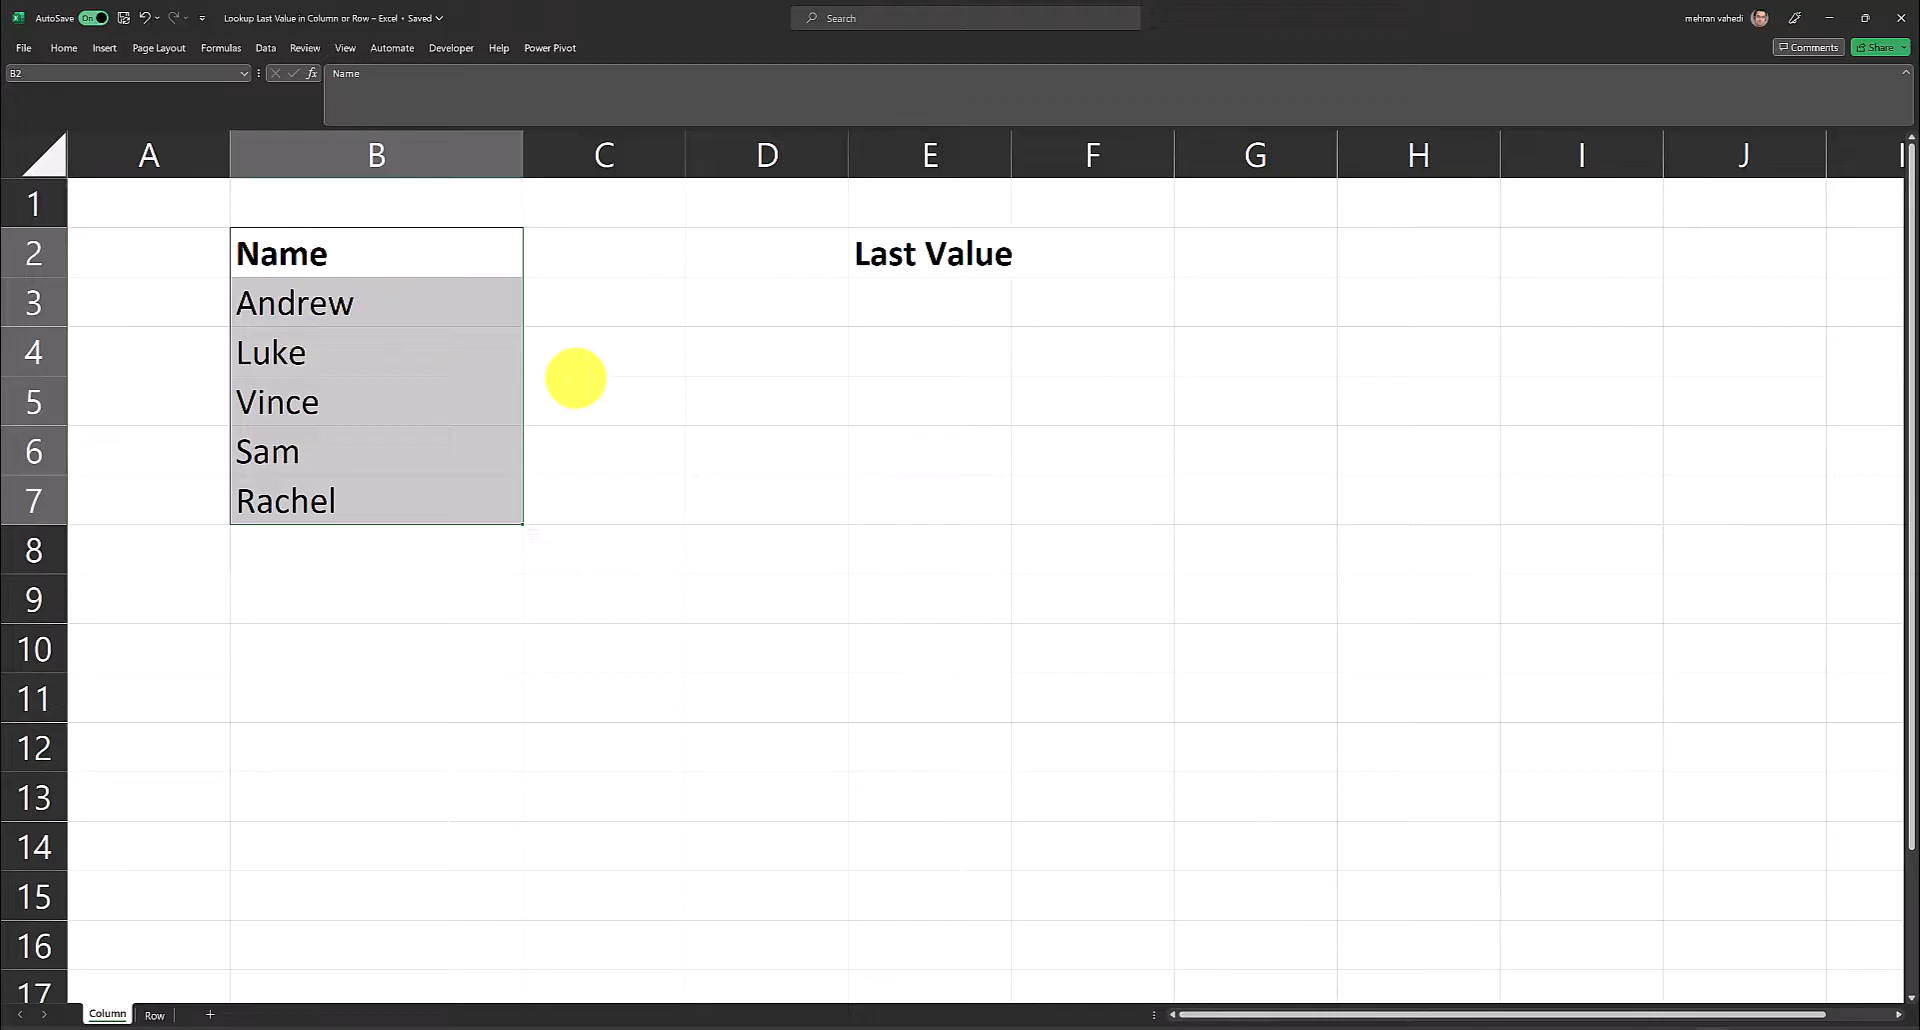 AutoSave On Lookup Last Value in Column or Row – Excel • Saved Search mehran vahedi
File Home Insert Page Layout Formulas Data Review View Automate Developer Help Power Pivot Comments Share
B2 fx Name
A B C D E F G H I J
1
2 Name Last Value
3 Andrew
4 Luke
5 Vince
6 Sam
7 Rachel
8
9
10
11
12
13
14
15
16
17
Column Row